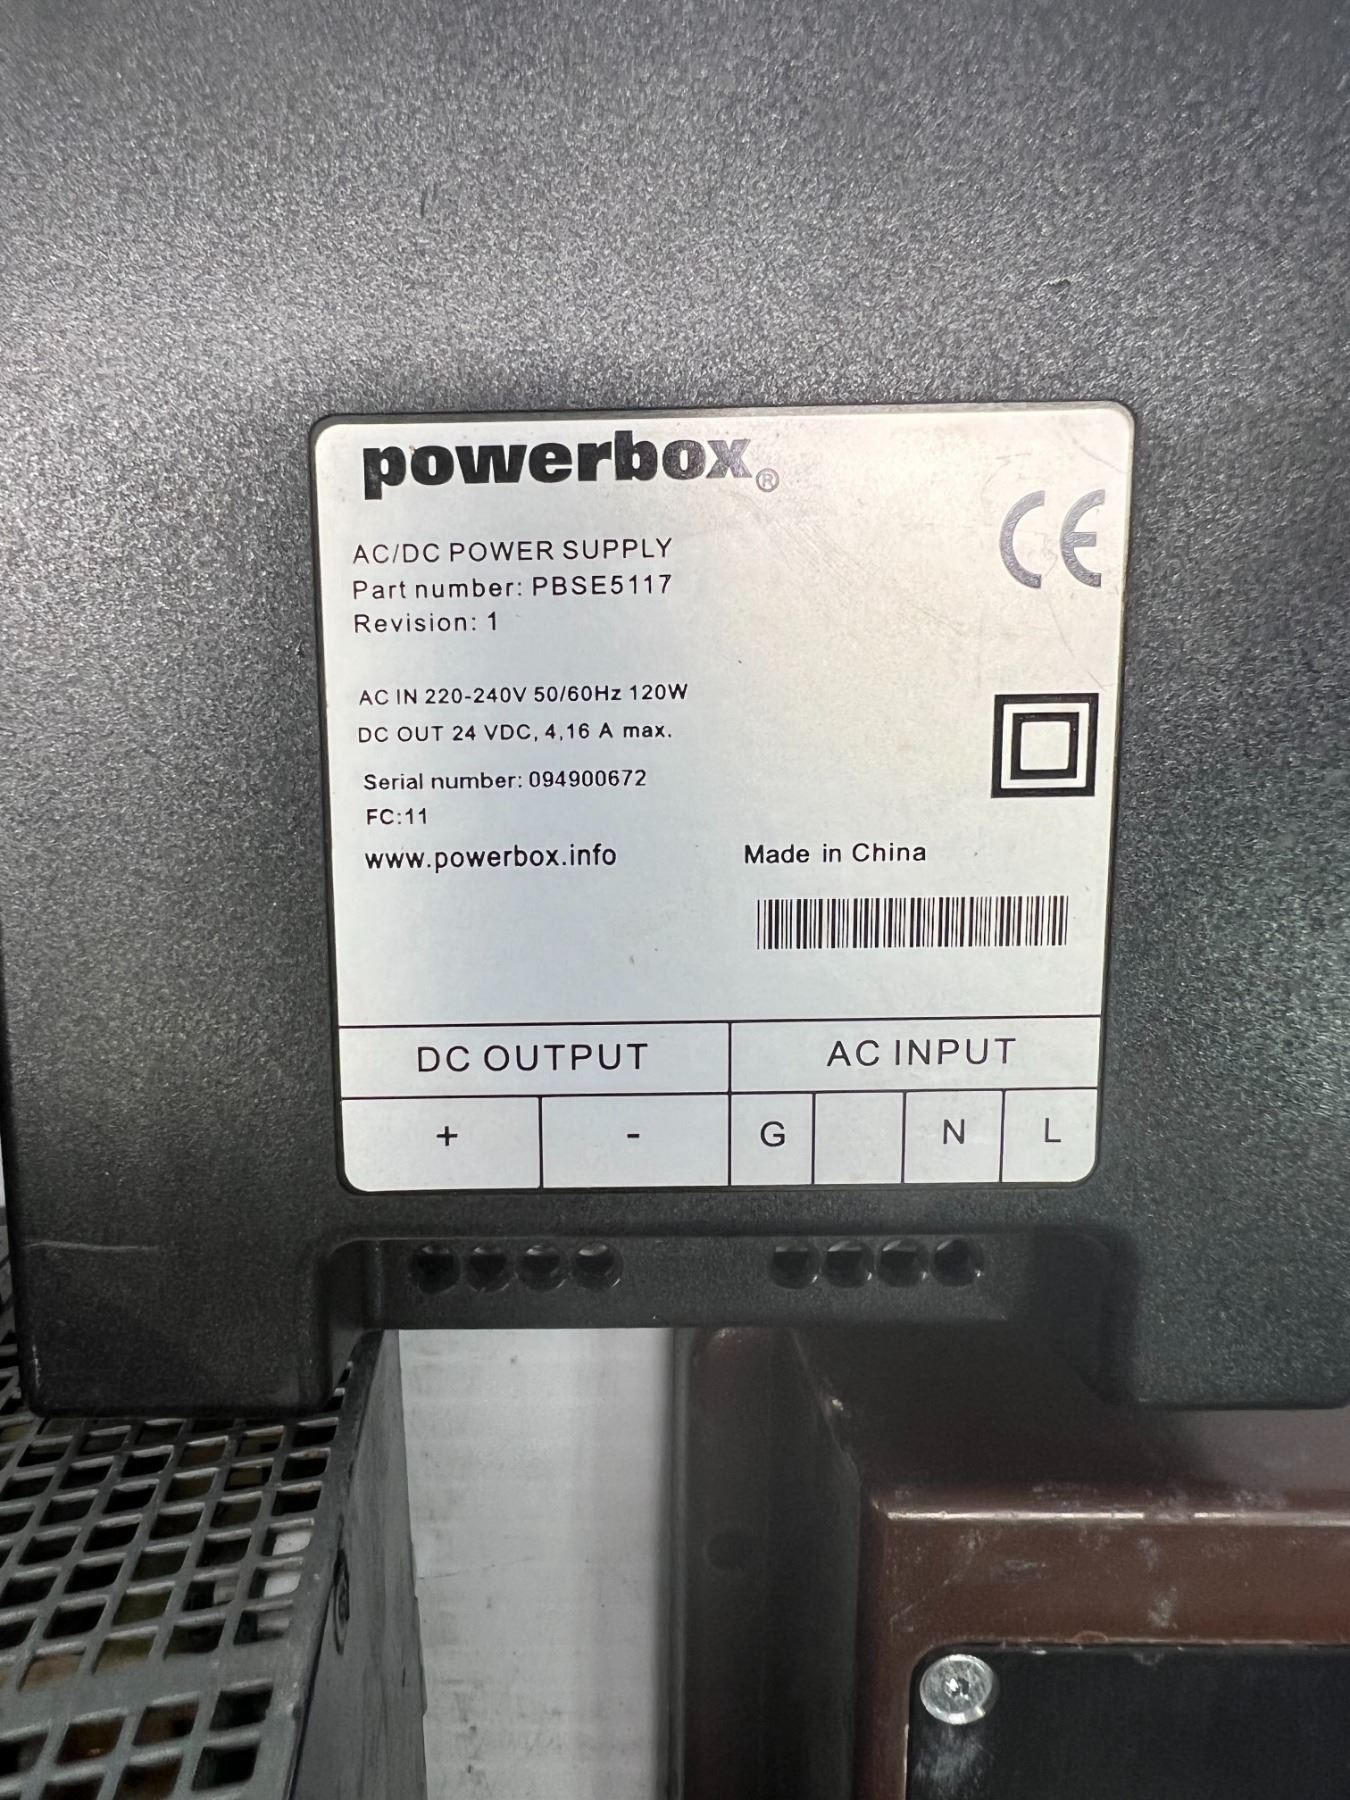 powerbox®
CE
AC/DC POWER SUPPLY
Part number: PBSE5117
Revision: 1
AC IN 220-240V 50/60Hz 120W
DC OUT 24 VDC, 4,16 A max.
Serial number: 094900672
FC:11
www.powerbox.info
Made in China
DC OUTPUT AC INPUT
+ - G N L